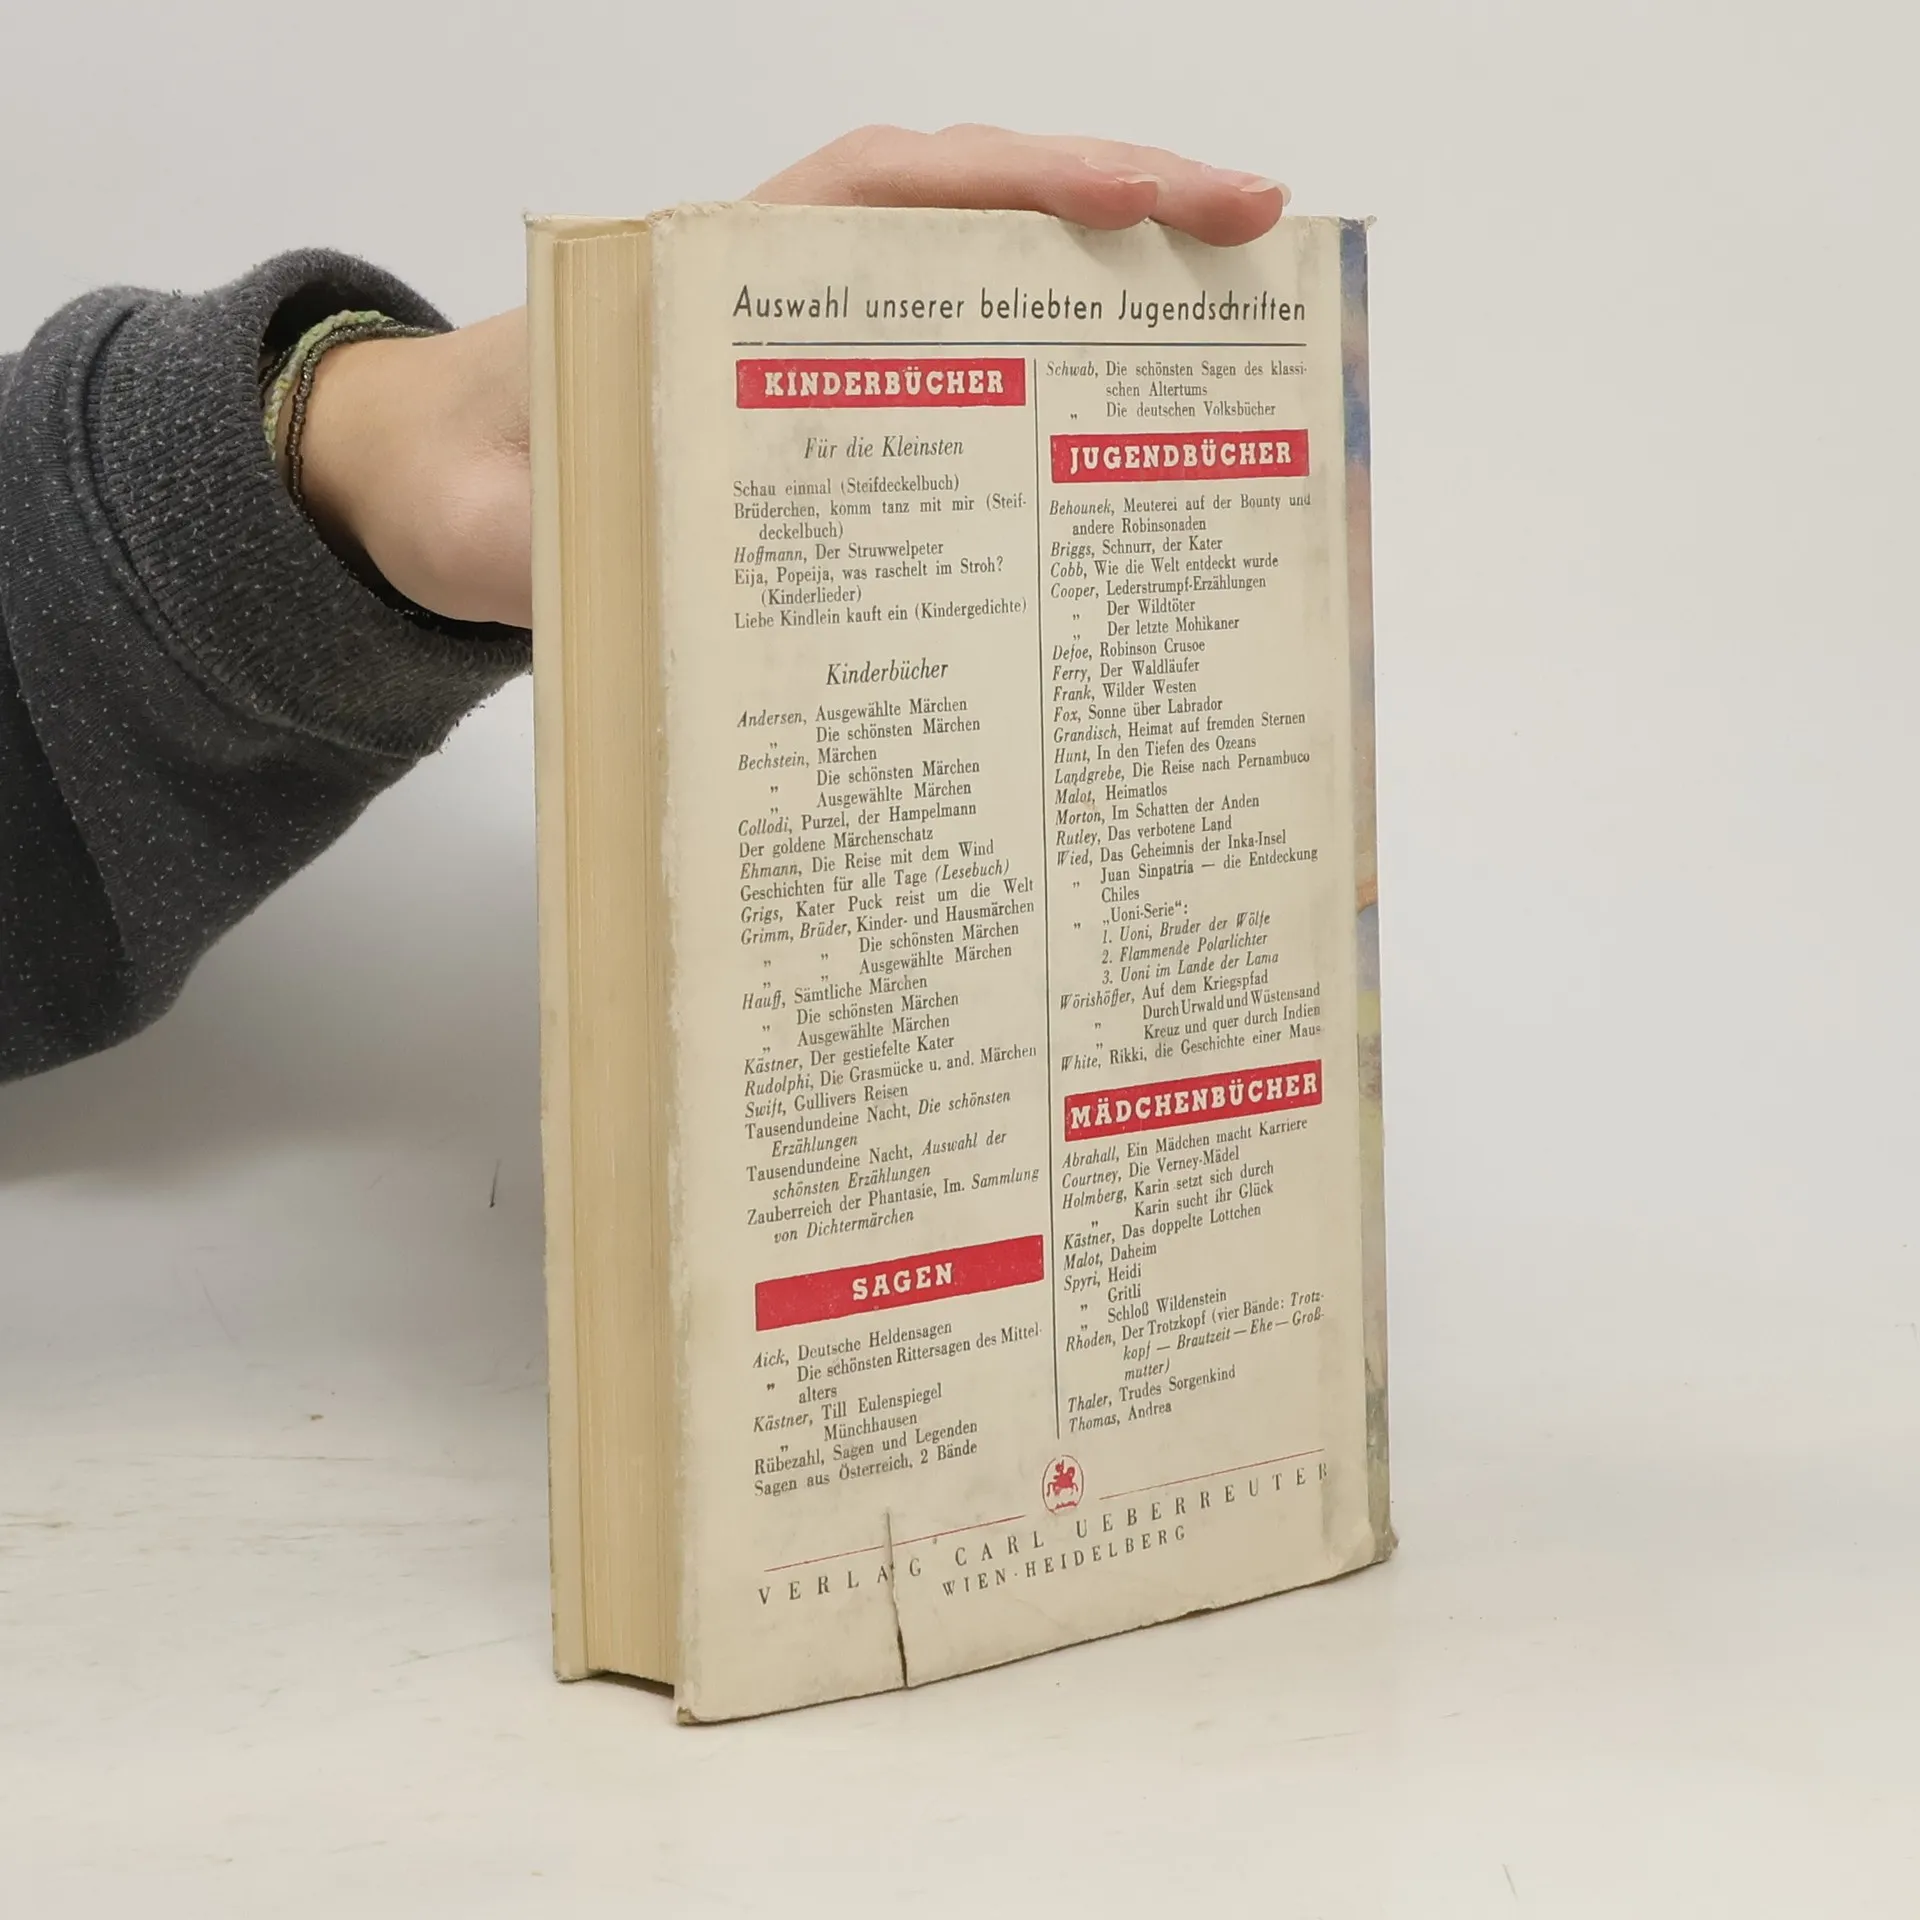 Auswahl unserer beliebten Jugendschriften
KINDERBÜCHER
Für die Kleinsten
Schau einmal (Steifdeckelbuch)
Brüderchen, komm tanz mit mir (Steif-
deckelbuch)
Hoffmann, Der Struwwelpeter
Eija, Popeija, was raschelt im Stroh?
(Kinderlieder)
Liebe Kindlein kauft ein (Kindergedichte)
Kinderbücher
Andersen, Ausgewählte Märchen
„ Die schönsten Märchen
Bechstein, Märchen
„ Die schönsten Märchen
„ Ausgewählte Märchen
Collodi, Purzel, der Hampelmann
Der goldene Märchenschatz
Ehmann, Die Reise mit dem Wind
Geschichten für alle Tage (Lesebuch)
Grigs, Kater Puck reist um die Welt
Grimm, Brüder, Kinder- und Hausmärchen
„ „ Die schönsten Märchen
„ „ Ausgewählte Märchen
Hauff, Sämtliche Märchen
„ Die schönsten Märchen
„ Ausgewählte Märchen
Kästner, Der gestiefelte Kater
Rudolphi, Die Grasmücke u. and. Märchen
Swift, Gullivers Reisen
Tausendundeine Nacht, Die schönsten
Erzählungen
Tausendundeine Nacht, Auswahl der
schönsten Erzählungen
Zauberreich der Phantasie, Im. Sammlung
von Dichtermärchen
SAGEN
Aick, Deutsche Heldensagen
„ Die schönsten Rittersagen des Mittel-
alters
Kästner, Till Eulenspiegel
„ Münchhausen
Rübezahl, Sagen und Legenden
Sagen aus Österreich, 2 Bände
Schwab, Die schönsten Sagen des klassi-
schen Altertums
„ Die deutschen Volksbücher
JUGENDBÜCHER
Behounek, Meuterei auf der Bounty und
andere Robinsonaden
Briggs, Schnurr, der Kater
Cobb, Wie die Welt entdeckt wurde
Cooper, Lederstrumpf-Erzählungen
„ Der Wildtöter
„ Der letzte Mohikaner
Defoe, Robinson Crusoe
Ferry, Der Waldläufer
Frank, Wilder Westen
Fox, Sonne über Labrador
Grandisch, Heimat auf fremden Sternen
Hunt, In den Tiefen des Ozeans
Landgrebe, Die Reise nach Pernambuco
Malot, Heimatlos
Morton, Im Schatten der Anden
Rutley, Das verbotene Land
Wied, Das Geheimnis der Inka-Insel
„ Juan Sinpatria — die Entdeckung
Chiles
„ „Uoni-Serie“:
1. Uoni, Bruder der Wölfe
2. Flammende Polarlichter
3. Uoni im Lande der Lama
Wörishöffer, Auf dem Kriegspfad
„ Durch Urwald und Wüstensand
„ Kreuz und quer durch Indien
White, Rikki, die Geschichte einer Maus
MÄDCHENBÜCHER
Abrahall, Ein Mädchen macht Karriere
Courtney, Die Verney-Mädel
Holmberg, Karin setzt sich durch
„ Karin sucht ihr Glück
Kästner, Das doppelte Lottchen
Malot, Daheim
Spyri, Heidi
„ Gritli
„ Schloß Wildenstein
Rhoden, Der Trotzkopf (vier Bände: Trotz-
kopf — Brautzeit — Ehe — Groß-
mutter)
Thaler, Trudes Sorgenkind
Thomas, Andrea
VERLAG CARL UEBERREUTER
WIEN · HEIDELBERG